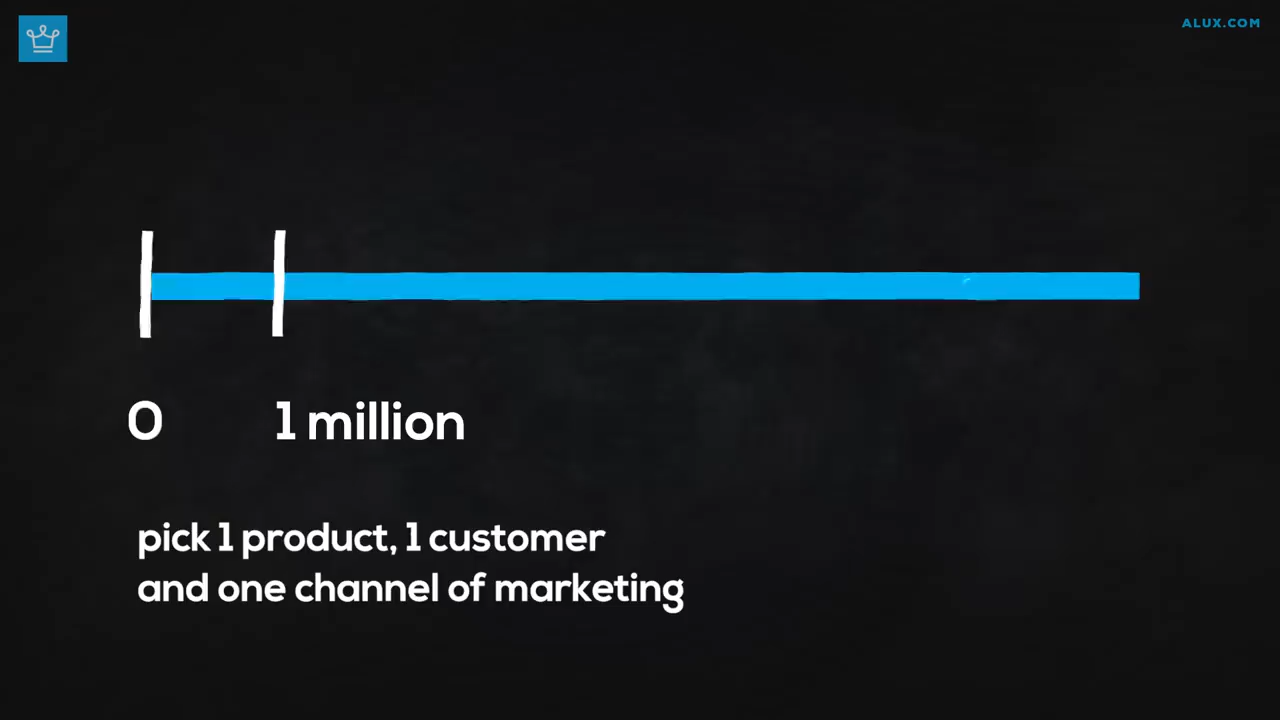 ALUX.COM
0 1 million
pick 1 product, 1 customer
and one channel of marketing